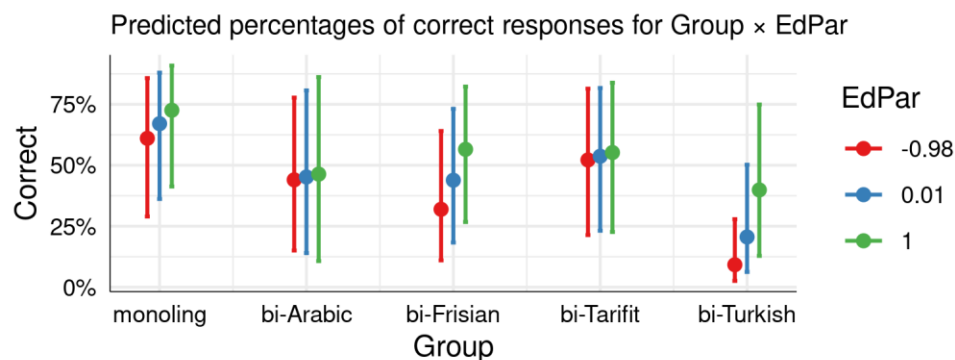 Predicted percentages of correct responses for Group × EdPar
Correct
75%
50%
25%
0%
monoling bi-Arabic bi-Frisian bi-Tarifit bi-Turkish
Group
EdPar
-0.98
0.01
1